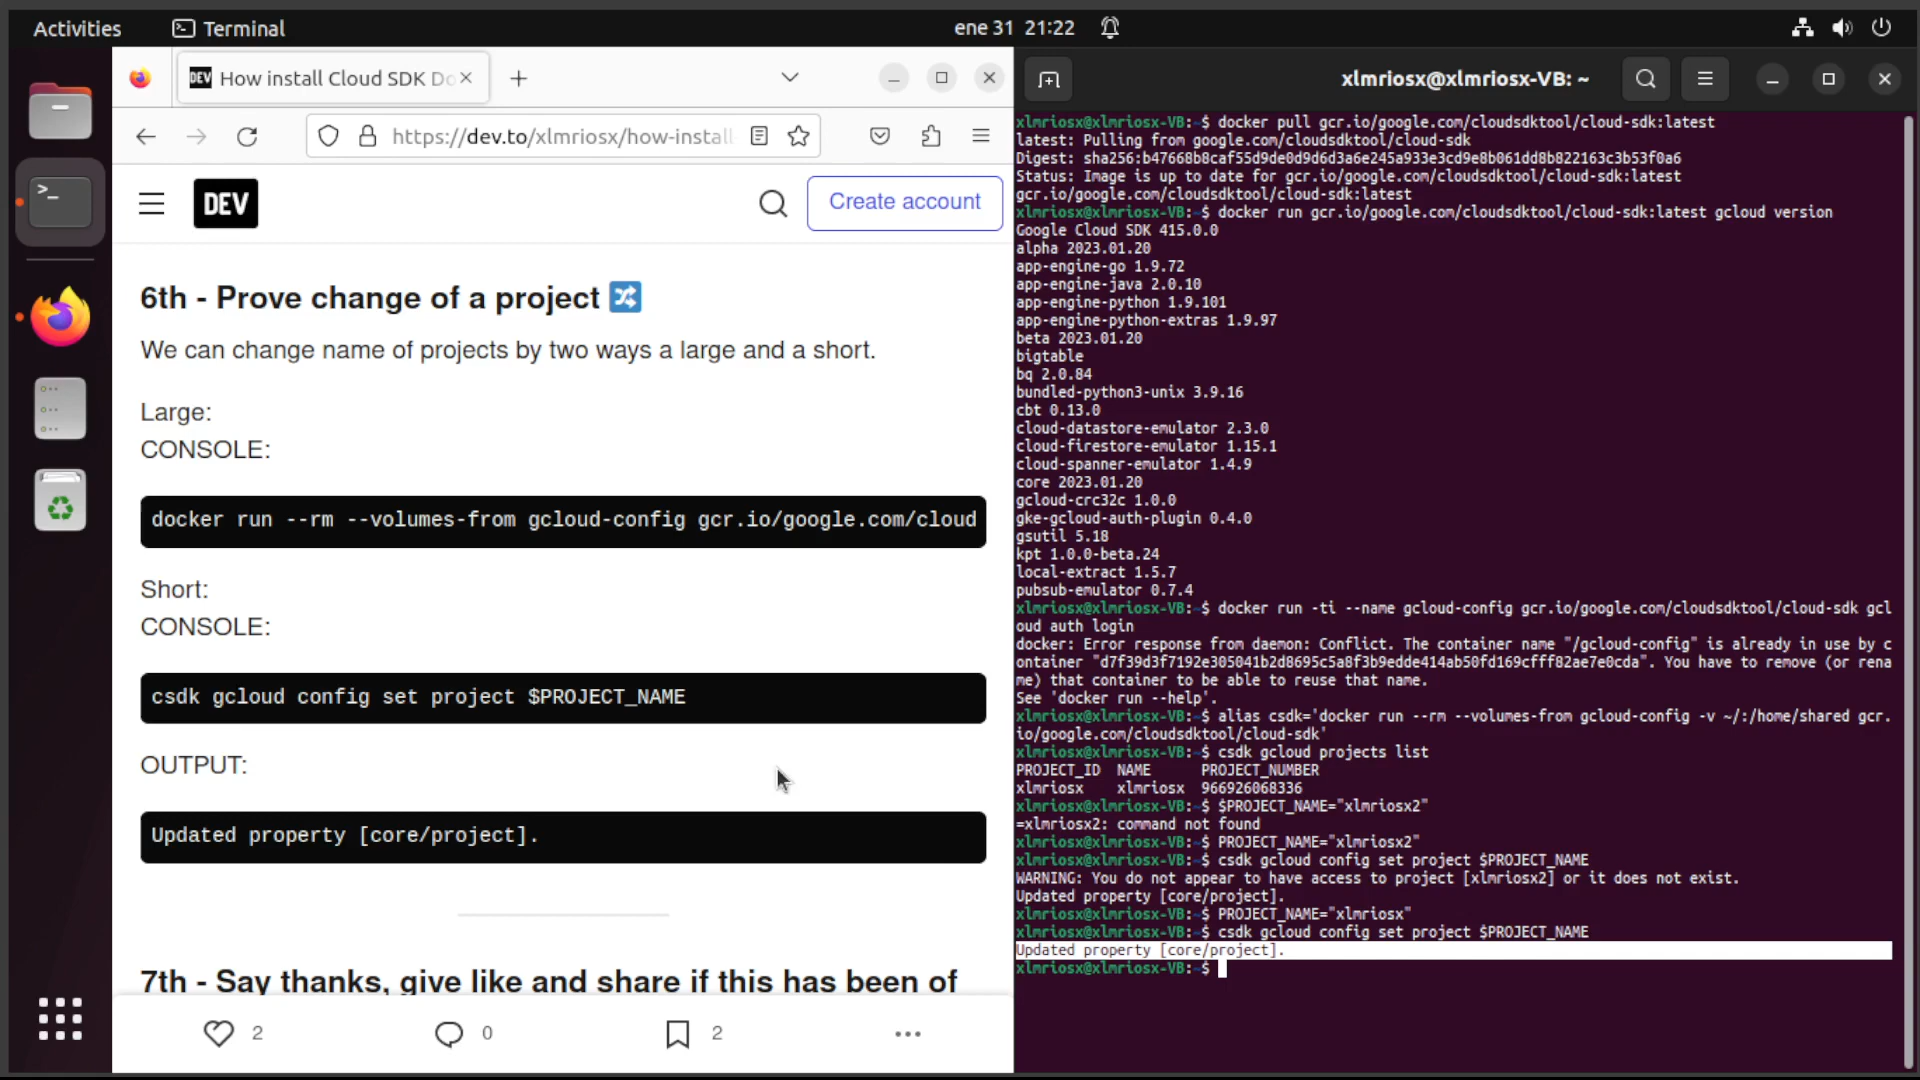 Activities
Terminal
ene 31 21:22
DEV How install Cloud SDK Do
https://dev.to/xlmriosx/how-install
DEV
Create account
6th - Prove change of a project 🔀
We can change name of projects by two ways a large and a short.
Large:
CONSOLE:
docker run --rm --volumes-from gcloud-config gcr.io/google.com/cloud
Short:
CONSOLE:
csdk gcloud config set project $PROJECT_NAME
OUTPUT:
Updated property [core/project].
7th - Say thanks, give like and share if this has been of
2
0
2
xlmriosx@xlmriosx-VB: ~
xlmriosx@xlmriosx-VB:~$ docker pull gcr.io/google.com/cloudsdktool/cloud-sdk:latest
latest: Pulling from google.com/cloudsdktool/cloud-sdk
Digest: sha256:b47668b8caf55d9de0d9d6d3a6e245a933e3cd9e8b061dd8b822163c3b53f0a6
Status: Image is up to date for gcr.io/google.com/cloudsdktool/cloud-sdk:latest
gcr.io/google.com/cloudsdktool/cloud-sdk:latest
xlmriosx@xlmriosx-VB:~$ docker run gcr.io/google.com/cloudsdktool/cloud-sdk:latest gcloud version
Google Cloud SDK 415.0.0
alpha 2023.01.20
app-engine-go 1.9.72
app-engine-java 2.0.10
app-engine-python 1.9.101
app-engine-python-extras 1.9.97
beta 2023.01.20
bigtable
bq 2.0.84
bundled-python3-unix 3.9.16
cbt 0.13.0
cloud-datastore-emulator 2.3.0
cloud-firestore-emulator 1.15.1
cloud-spanner-emulator 1.4.9
core 2023.01.20
gcloud-crc32c 1.0.0
gke-gcloud-auth-plugin 0.4.0
gsutil 5.18
kpt 1.0.0-beta.24
local-extract 1.5.7
pubsub-emulator 0.7.4
xlmriosx@xlmriosx-VB:~$ docker run -ti --name gcloud-config gcr.io/google.com/cloudsdktool/cloud-sdk gcl
oud auth login
docker: Error response from daemon: Conflict. The container name "/gcloud-config" is already in use by c
ontainer "d7f39d3f7192e305041b2d8695c5a8f3b9edde414ab50fd169cfff82ae7e0cda". You have to remove (or rena
me) that container to be able to reuse that name.
See 'docker run --help'.
xlmriosx@xlmriosx-VB:~$ alias csdk='docker run --rm --volumes-from gcloud-config -v ~/:/home/shared gcr.
io/google.com/cloudsdktool/cloud-sdk'
xlmriosx@xlmriosx-VB:~$ csdk gcloud projects list
PROJECT_ID NAME PROJECT_NUMBER
xlmriosx xlmriosx 966926068336
xlmriosx@xlmriosx-VB:~$ $PROJECT_NAME="xlmriosx2"
=xlmriosx2: command not found
xlmriosx@xlmriosx-VB:~$ PROJECT_NAME="xlmriosx2"
xlmriosx@xlmriosx-VB:~$ csdk gcloud config set project $PROJECT_NAME
WARNING: You do not appear to have access to project [xlmriosx2] or it does not exist.
Updated property [core/project].
xlmriosx@xlmriosx-VB:~$ PROJECT_NAME="xlmriosx"
xlmriosx@xlmriosx-VB:~$ csdk gcloud config set project $PROJECT_NAME
Updated property [core/project].
xlmriosx@xlmriosx-VB:~$